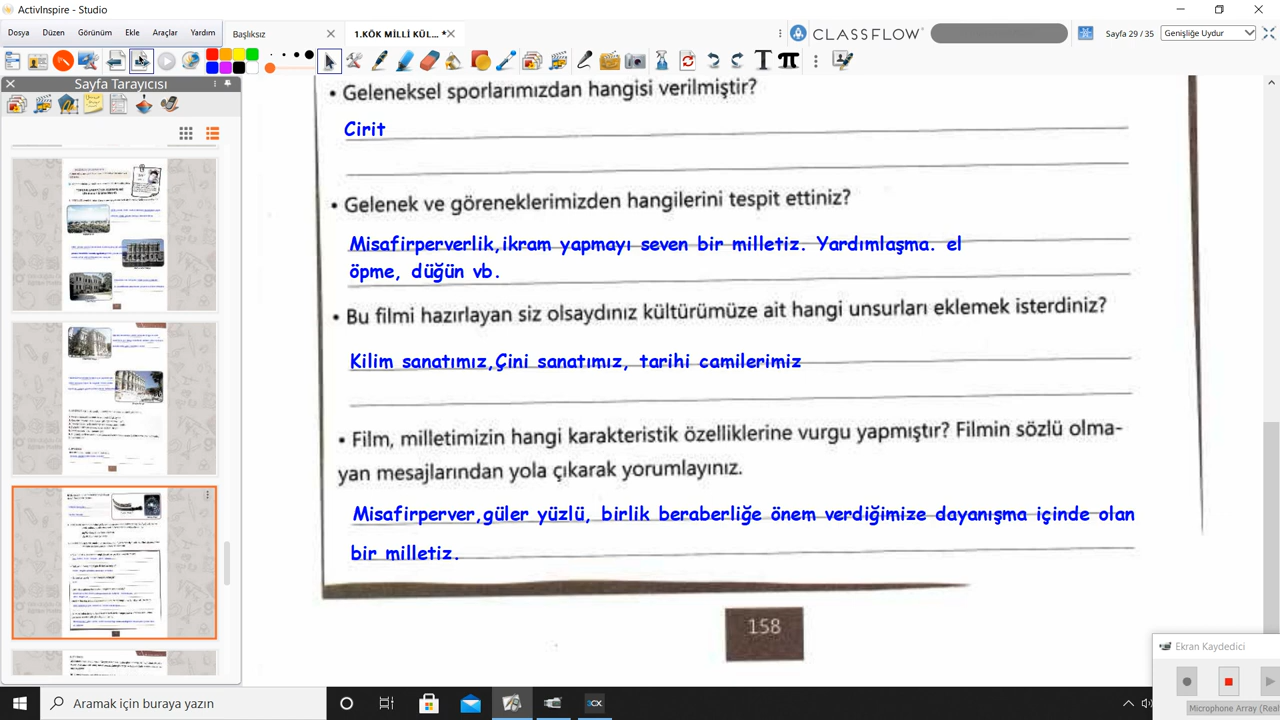 ActivInspire - Studio
Dosya Düzen Görünüm Ekle Araçlar Yardım
Başlıksız
1.KÖK MİLLİ KÜL... *
CLASSFLOW
Sayfa 29 / 35
Genişliğe Uydur
Sayfa Tarayıcısı
• Geleneksel sporlarımızdan hangisi verilmiştir?
Cirit
• Gelenek ve göreneklerimizden hangilerini tespit ettiniz?
Misafirperverlik,ikram yapmayı seven bir milletiz. Yardımlaşma. el
öpme, düğün vb.
• Bu filmi hazırlayan siz olsaydınız kültürümüze ait hangi unsurları eklemek isterdiniz?
Kilim sanatımız,Çini sanatımız, tarihi camilerimiz
• Film, milletimizin hangi karakteristik özelliklerine vurgu yapmıştır? Filmin sözlü olma-
yan mesajlarından yola çıkarak yorumlayınız.
Misafirperver,güler yüzlü, birlik beraberliğe önem verdiğimize dayanışma içinde olan
bir milletiz.
158
Ekran Kaydedici
Microphone Array (Real
Aramak için buraya yazın
3CX